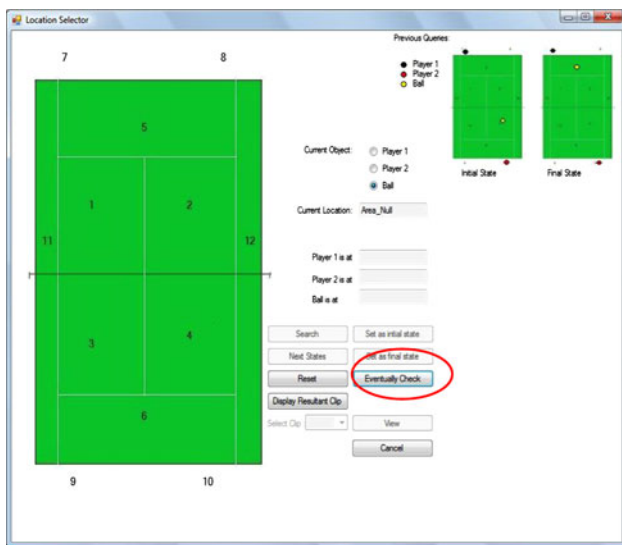 Location Selector
Previous Queries:
7 8
Player 1
Player 2
Ball
5
Initial State Final State
Current Object: Player 1
Player 2
Ball
1 2
Current Location: Area_Null
11 12
Player 1 is at
Player 2 is at
Ball is at
3 4
Search Set as intial state
Next States Set as final state
Reset Eventually Check
Display Resultant Clip
6
Select Clip View
Cancel
9 10